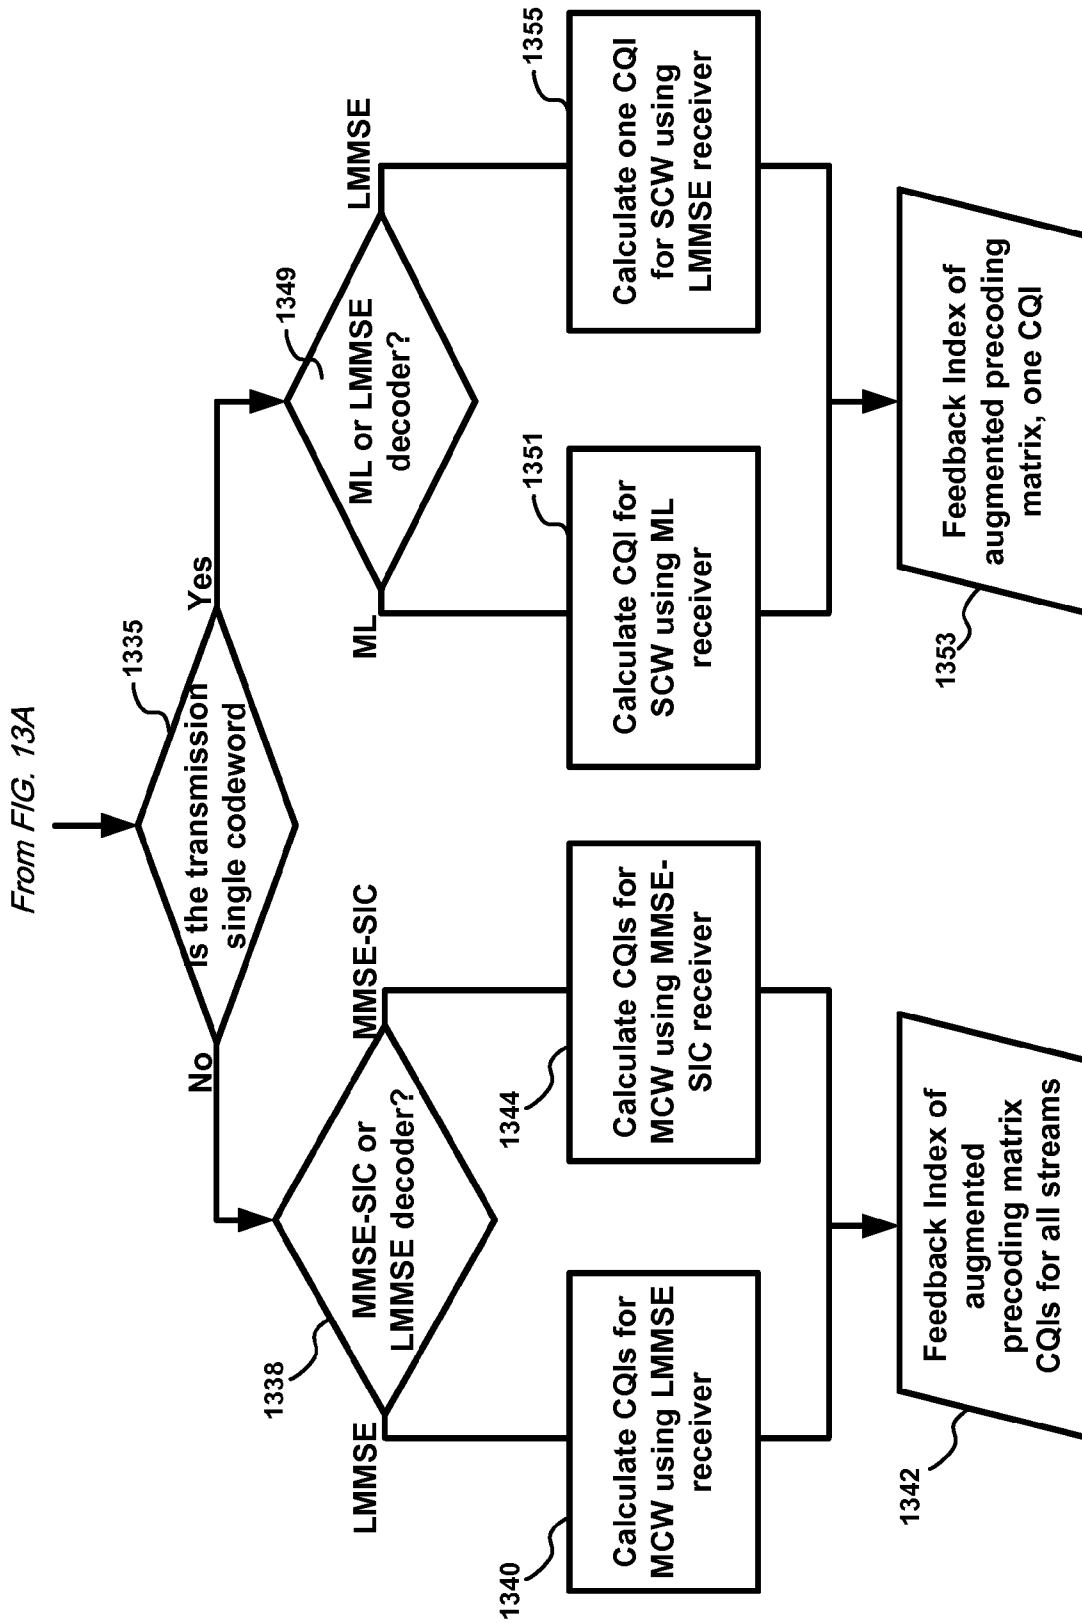 From FIG. 13A
1335
Is the transmission
single codeword
No
Yes
1338
MMSE-SIC or
LMMSE decoder?
LMMSE
MMSE-SIC
1349
ML or LMMSE
decoder?
ML
LMMSE
1340
Calculate CQIs for
MCW using LMMSE
receiver
1344
Calculate CQIs for
MCW using MMSE-
SIC receiver
1351
Calculate CQI for
SCW using ML
receiver
1355
Calculate one CQI
for SCW using
LMMSE receiver
1342
Feedback Index of
augmented
precoding matrix
CQIs for all streams
1353
Feedback Index of
augmented precoding
matrix, one CQI